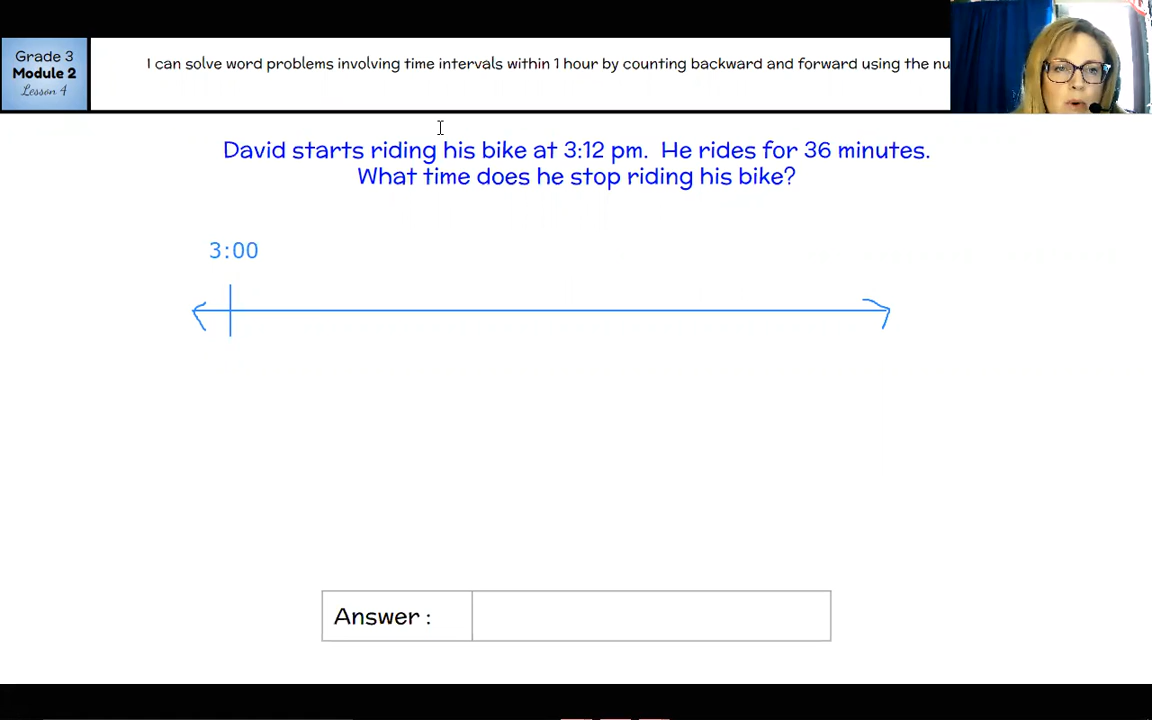 Grade 3
Module 2
Lesson 4
I can solve word problems involving time intervals within 1 hour by counting backward and forward using the
David starts riding his bike at 3:12 pm. He rides for 36 minutes.
What time does he stop riding his bike?
3:00
Answer :